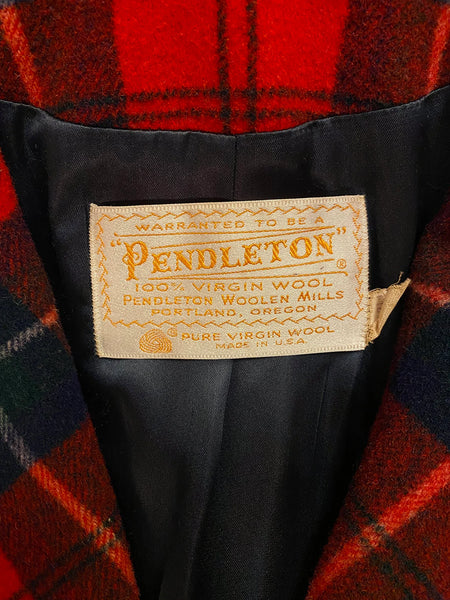 WARRANTED TO BE A
"PENDLETON"®
100% VIRGIN WOOL
PENDLETON WOOLEN MILLS
PORTLAND, OREGON
PURE VIRGIN WOOL
MADE IN U.S.A.